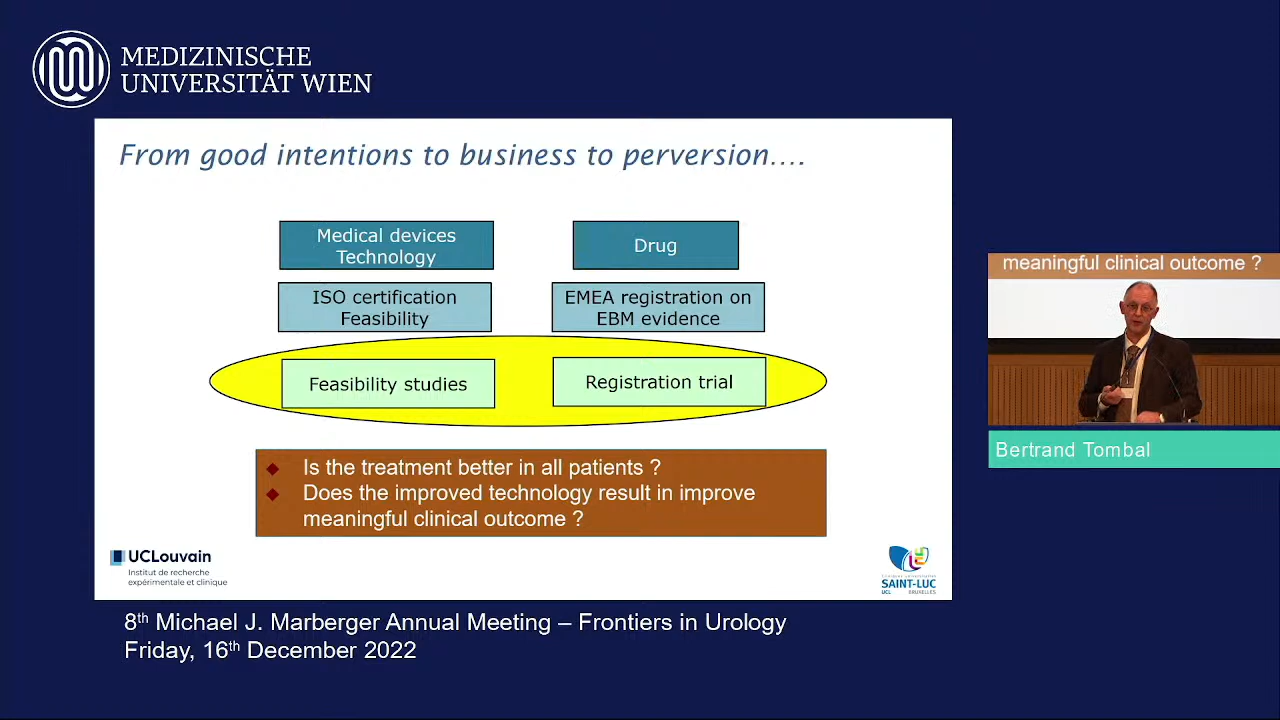 MEDIZINISCHE
UNIVERSITÄT WIEN
From good intentions to business to perversion....
Medical devices
Technology
Drug
ISO certification
Feasibility
EMEA registration on
EBM evidence
Feasibility studies
Registration trial
Is the treatment better in all patients ?
Does the improved technology result in improve
meaningful clinical outcome ?
UCLouvain
Institut de recherche
expérimentale et clinique
SAINT-LUC
UCL BRUXELLES
meaningful clinical outcome ?
Bertrand Tombal
8th Michael J. Marberger Annual Meeting – Frontiers in Urology
Friday, 16th December 2022